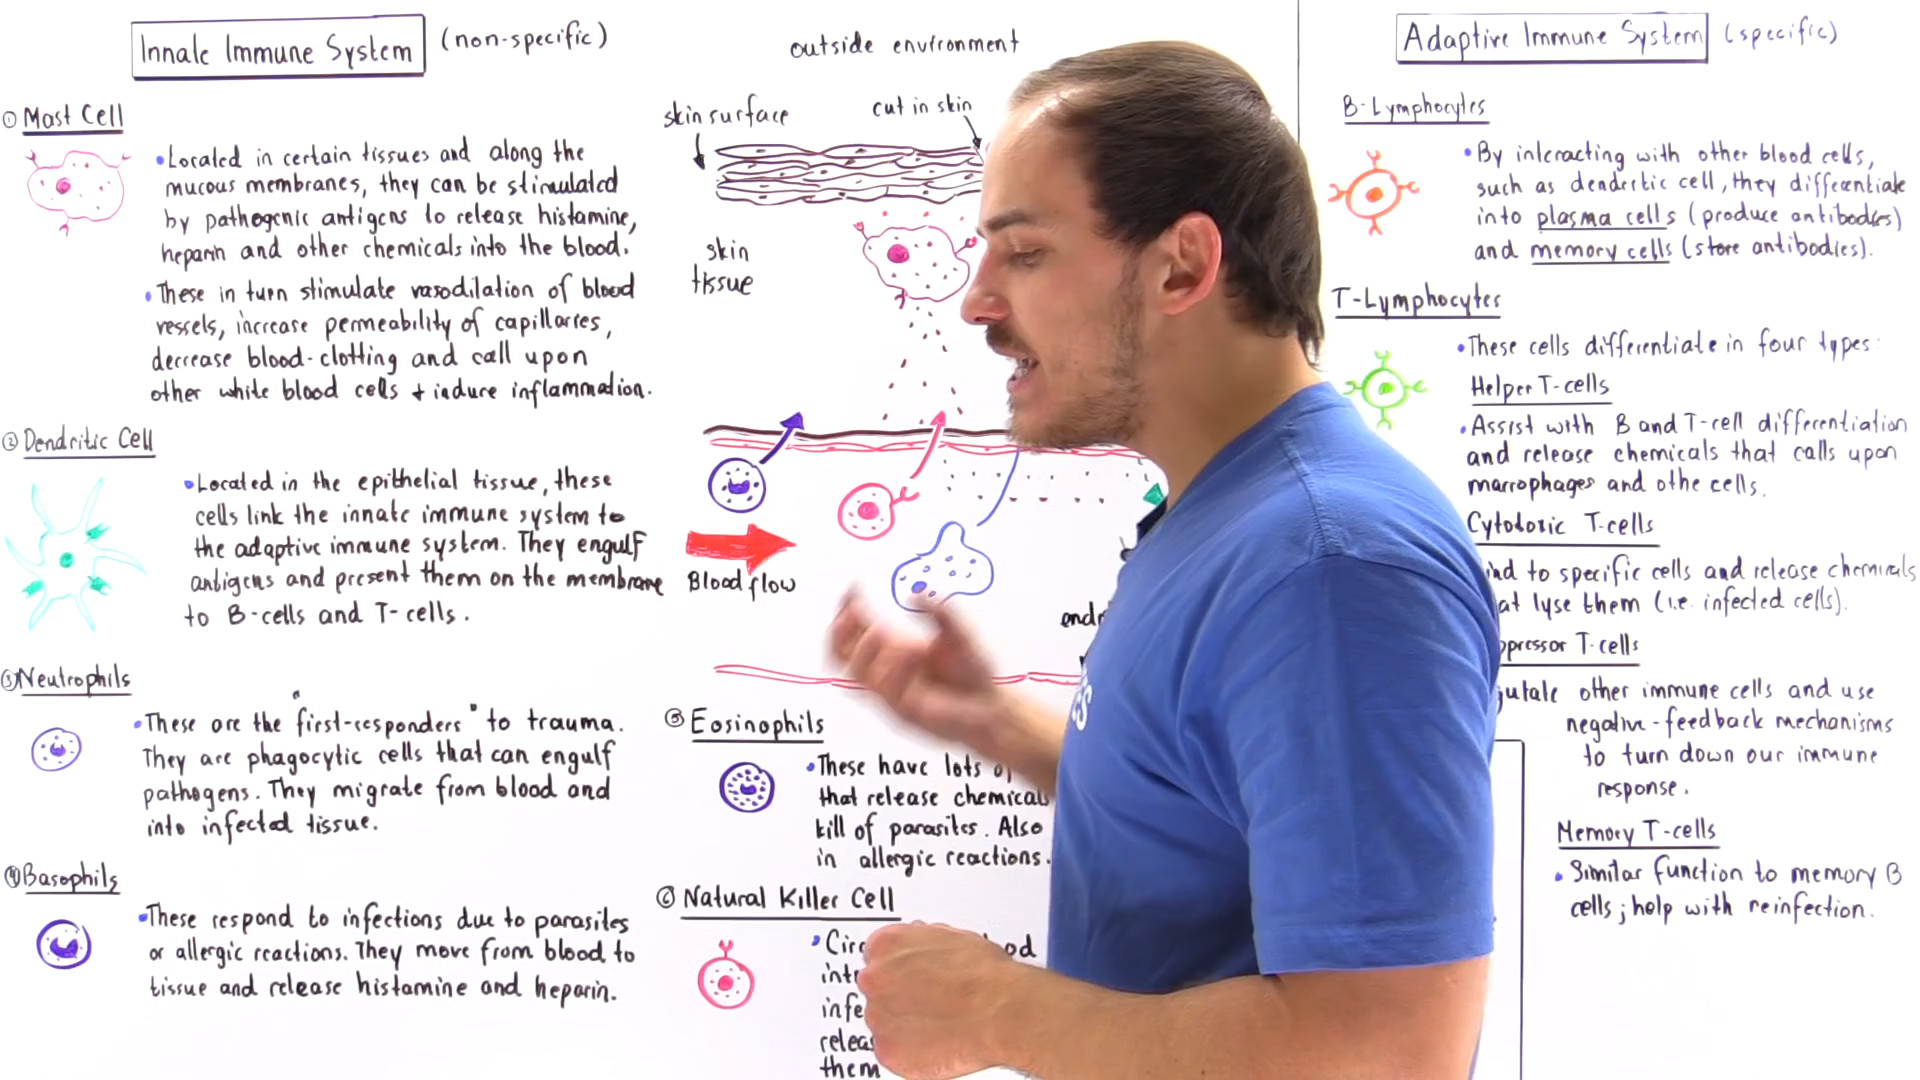 Innate Immune System (non-specific)
① Mast Cell
•Located in certain tissues and along the
mucous membranes, they can be stimulated
by pathogenic antigens to release histamine,
heparin and other chemicals into the blood.
•These in turn stimulate vasodilation of blood
vessels, increase permeability of capillaries,
decrease blood-clotting and call upon
other white blood cells + induce inflammation.
② Dendritic Cell
•Located in the epithelial tissue, these
cells link the innate immune system to
the adaptive immune system. They engulf
antigens and present them on the membrane
to B-cells and T-cells.
③ Neutrophils
•These are the "first-responders" to trauma.
They are phagocytic cells that can engulf
pathogens. They migrate from blood and
into infected tissue.
④ Basophils
•These respond to infections due to parasites
or allergic reactions. They move from blood to
tissue and release histamine and heparin.
outside environment
skin surface
cut in skin
skin
tissue
Blood flow
⑤ Eosinophils
•These have lots
that release chemicals
kill of parasites. Also
in allergic reactions.
⑥ Natural Killer Cell
them
Adaptive Immune System (specific)
B-Lymphocytes
•By interacting with other blood cells,
such as dendritic cell, they differentiate
into plasma cells (produce antibodies)
and memory cells (store antibodies).
T-Lymphocytes
•These cells differentiate in four types:
Helper T-cells
•Assist with B and T-cell differentiation
and release chemicals that calls upon
macrophages and othe cells.
Cytotoxic T-cells
to specific cells and release chemicals
lyse them (i.e. infected cells).
T-cells
other immune cells and use
negative-feedback mechanisms
to turn down our immune
response.
Memory T-cells
•Similar function to memory B
cells; help with reinfection.